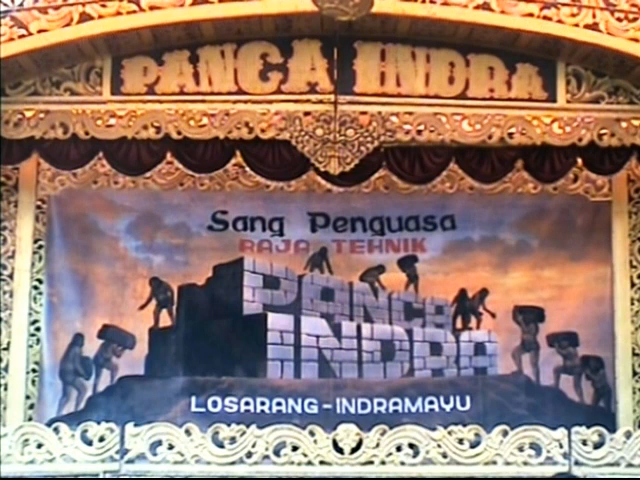 PANCA INDRA
Sang Penguasa
RAJA TEHNIK
PANCA
INDRA
LOSARANG-INDRAMAYU